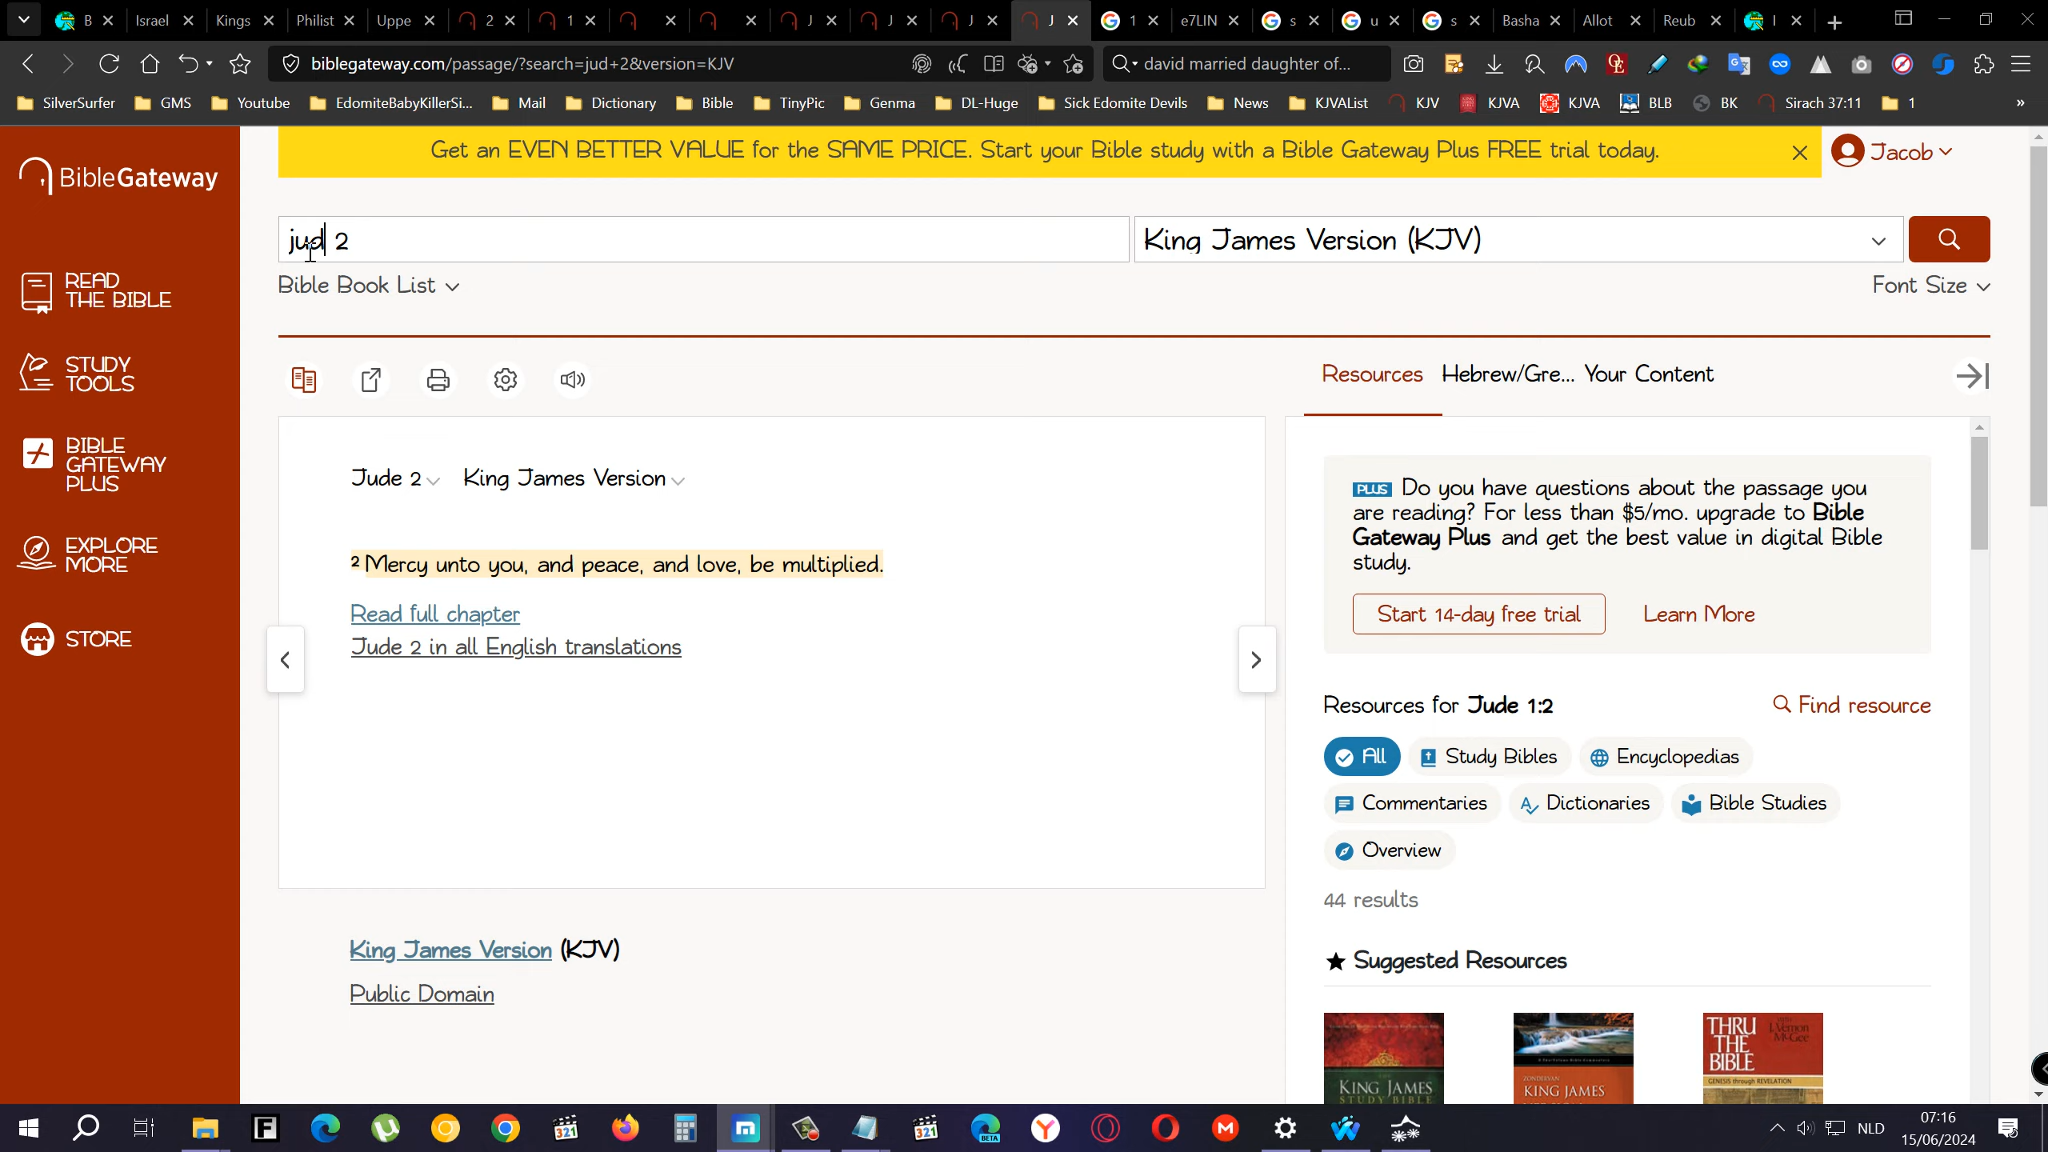 B
Israel
Kings
Philist
Uppe
2
1
J
J
J
J
1
e7LIN
s
u
s
Basha
Allot
Reub
biblegateway.com/passage/?search=jud+2&version=KJV
david married daughter of...
SilverSurfer
GMS
Youtube
EdomiteBabyKillerSi...
Mail
Dictionary
Bible
TinyPic
Genma
DL-Huge
Sick Edomite Devils
News
KJVAList
KJV
KJVA
KJVA
BLB
BK
Sirach 37:11
1
»
Get an EVEN BETTER VALUE for the SAME PRICE. Start your Bible study with a Bible Gateway Plus FREE trial today.
Jacob
BibleGateway
jud 2
King James Version (KJV)
Bible Book List
Font Size
READ
THE BIBLE
STUDY
TOOLS
BIBLE
GATEWAY
PLUS
EXPLORE
MORE
STORE
Resources
Hebrew/Gre...
Your Content
Jude 2
King James Version
2 Mercy unto you, and peace, and love, be multiplied.
Read full chapter
Jude 2 in all English translations
King James Version (KJV)
Public Domain
PLUS Do you have questions about the passage you
are reading? For less than $5/mo. upgrade to Bible
Gateway Plus and get the best value in digital Bible
study.
Start 14-day free trial
Learn More
Resources for Jude 1:2
Find resource
All
Study Bibles
Encyclopedias
Commentaries
Dictionaries
Bible Studies
Overview
44 results
Suggested Resources
KING JAMES
STUDY BIBLE
KING JAMES
THRU
THE
BIBLE
GENESIS through REVELATION
321
321
BETA
NLD
07:16
15/06/2024